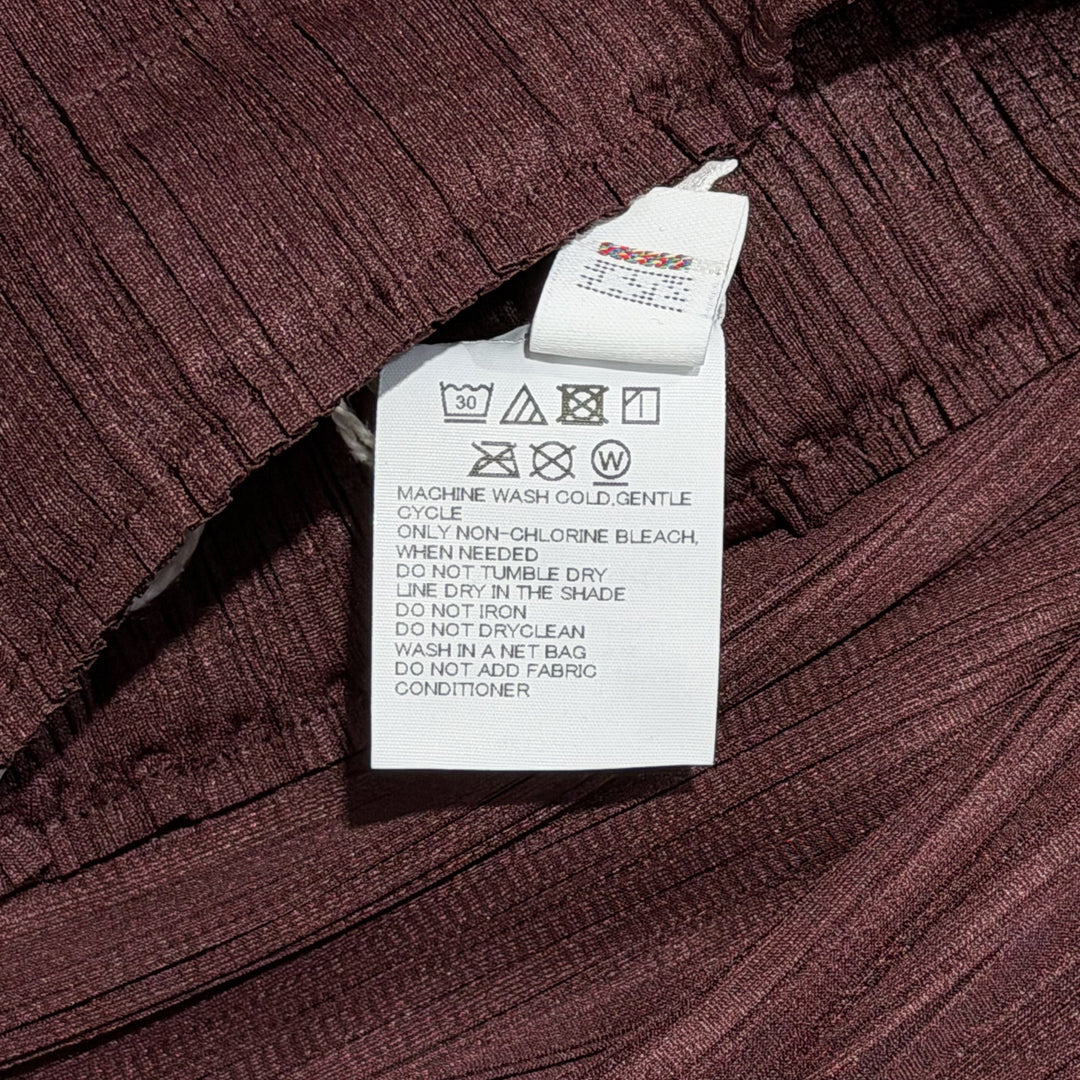 30
W
MACHINE WASH COLD,GENTLE
CYCLE
ONLY NON-CHLORINE BLEACH,
WHEN NEEDED
DO NOT TUMBLE DRY
LINE DRY IN THE SHADE
DO NOT IRON
DO NOT DRYCLEAN
WASH IN A NET BAG
DO NOT ADD FABRIC
CONDITIONER